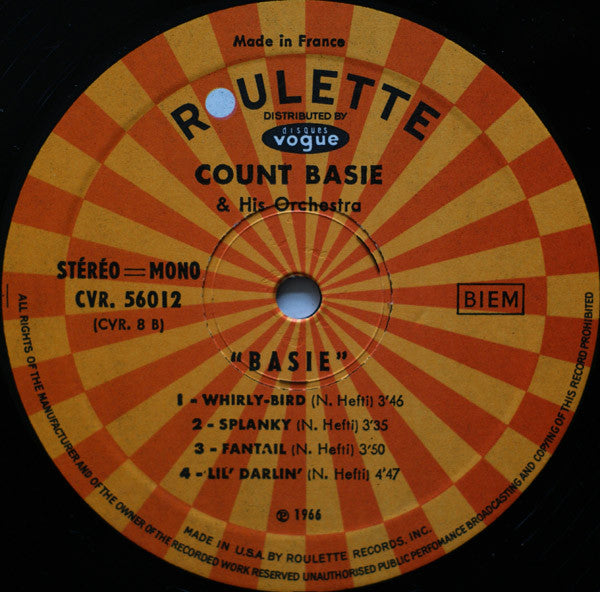 Made in France
ROULETTE
DISTRIBUTED BY
disques
vogue
COUNT BASIE
& His Orchestra
STÉRÉO = MONO
CVR. 56012
(CVR. 8 B)
BIEM
"BASIE"
1 - WHIRLY-BIRD (N. Hefti) 3'46
2 - SPLANKY (N. Hefti) 3'35
3 - FANTAIL (N. Hefti) 3'50
4 - LIL' DARLIN' (N. Hefti) 4'47
℗ 1966
MADE IN U.S.A. BY ROULETTE RECORDS, INC.
ALL RIGHTS OF THE MANUFACTURER AND OF THE OWNER OF THE RECORDED WORK RESERVED UNAUTHORISED PUBLIC PERFOMANCE BROADCASTING AND COPYING OF THIS RECORD PROHIBITED